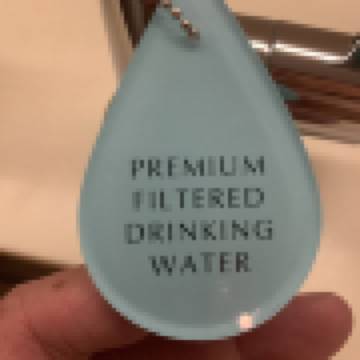 PREMIUM
FILTERED
DRINKING
WATER